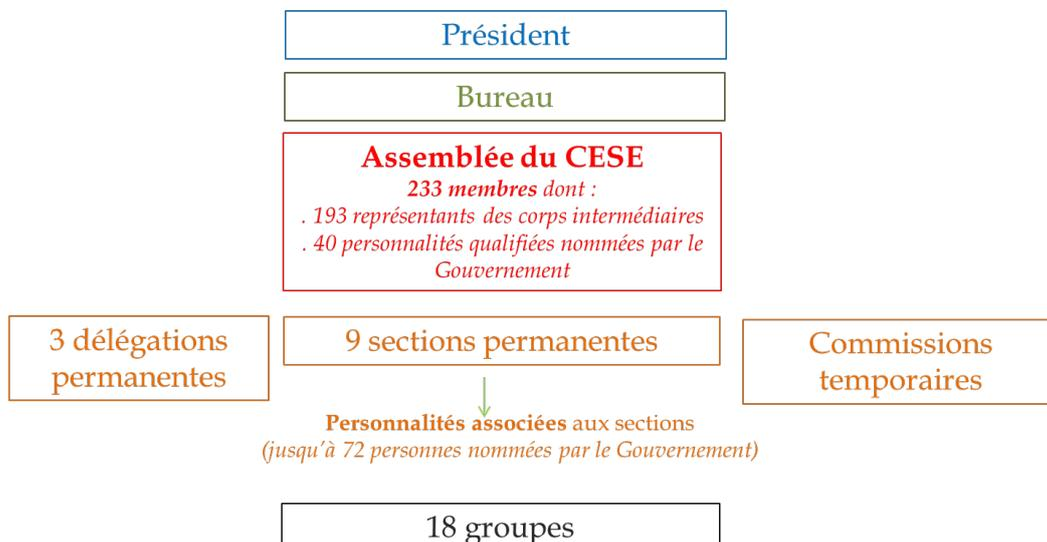 Président
Bureau
Assemblée du CESE
233 membres dont :
. 193 représentants des corps intermédiaires
. 40 personnalités qualifiées nommées par le
Gouvernement
3 délégations
permanentes
9 sections permanentes
Commissions
temporaires
Personnalités associées aux sections
(jusqu'à 72 personnes nommées par le Gouvernement)
18 groupes